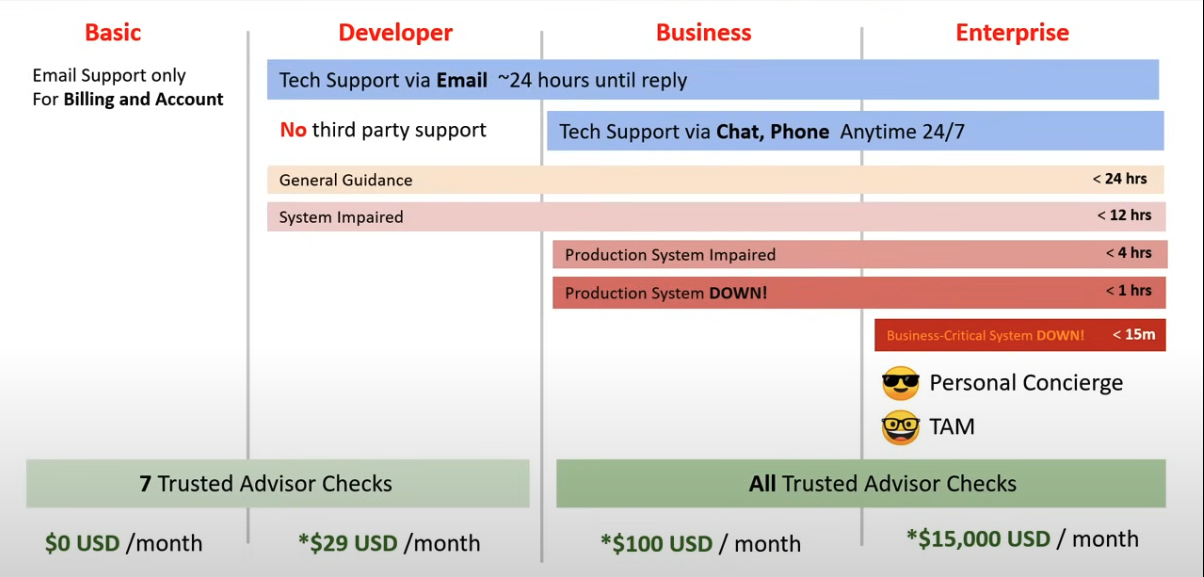 Basic
Developer
Business
Enterprise
Email Support only
For Billing and Account
Tech Support via Email ~24 hours until reply
No third party support
Tech Support via Chat, Phone Anytime 24/7
General Guidance
< 24 hrs
System Impaired
< 12 hrs
Production System Impaired
< 4 hrs
Production System DOWN!
< 1 hrs
Business-Critical System DOWN!
< 15m
Personal Concierge
TAM
7 Trusted Advisor Checks
All Trusted Advisor Checks
$0 USD /month
*$29 USD /month
*$100 USD / month
*$15,000 USD / month